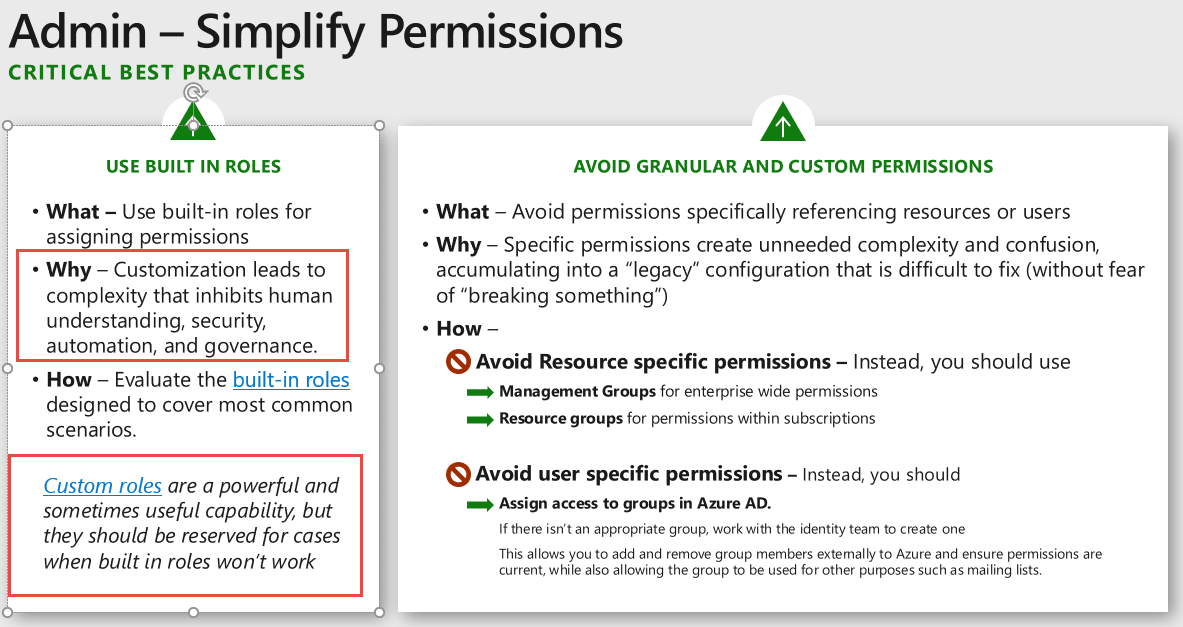 Admin – Simplify Permissions
CRITICAL BEST PRACTICES
USE BUILT IN ROLES
• What – Use built-in roles for
assigning permissions
• Why – Customization leads to
complexity that inhibits human
understanding, security,
automation, and governance.
• How – Evaluate the built-in roles
designed to cover most common
scenarios.
Custom roles are a powerful and
sometimes useful capability, but
they should be reserved for cases
when built in roles won’t work
AVOID GRANULAR AND CUSTOM PERMISSIONS
• What – Avoid permissions specifically referencing resources or users
• Why – Specific permissions create unneeded complexity and confusion,
accumulating into a “legacy” configuration that is difficult to fix (without fear
of “breaking something”)
• How –
Avoid Resource specific permissions – Instead, you should use
Management Groups for enterprise wide permissions
Resource groups for permissions within subscriptions
Avoid user specific permissions – Instead, you should
Assign access to groups in Azure AD.
If there isn’t an appropriate group, work with the identity team to create one
This allows you to add and remove group members externally to Azure and ensure permissions are
current, while also allowing the group to be used for other purposes such as mailing lists.